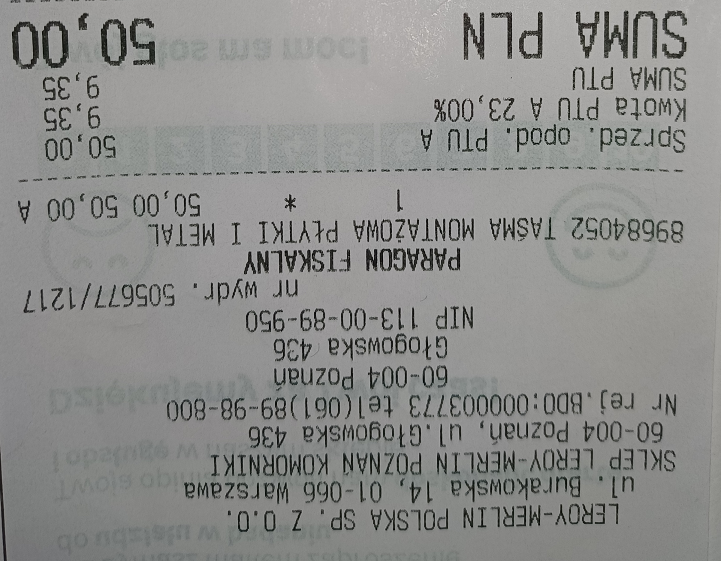 LEROY-MERLIN POLSKA SP. Z O.O.
ul. Burakowska 14, 01-066 Warszawa
SKLEP LEROY-MERLIN POZNAŃ KOMORNIKI
60-004 Poznań, ul.Głogowska 436
Nr rej.BDO:000003773 tel(061)89-98-800
60-004 Poznań
Głogowska 436
NIP 113-00-89-950
nr wydr. 505677/1217
PARAGON FISKALNY
89684052 TAŚMA MONTAŻOWA PŁYTKI I METAL
1 * 50,00 50,00 A
Sprzed. opod. PTU A 50,00
Kwota PTU A 23,00% 9,35
SUMA PTU 9,35
SUMA PLN 50,00